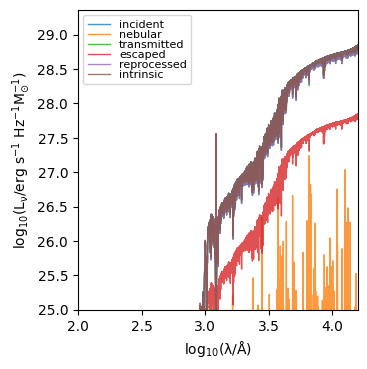 incident
nebular
transmitted
escaped
reprocessed
intrinsic
29.0
28.5
28.0
27.5
27.0
26.5
26.0
25.5
25.0
log₁₀(Lν/erg s⁻¹ Hz⁻¹M⊙⁻¹)
2.0 2.5 3.0 3.5 4.0
log₁₀(λ/Å)